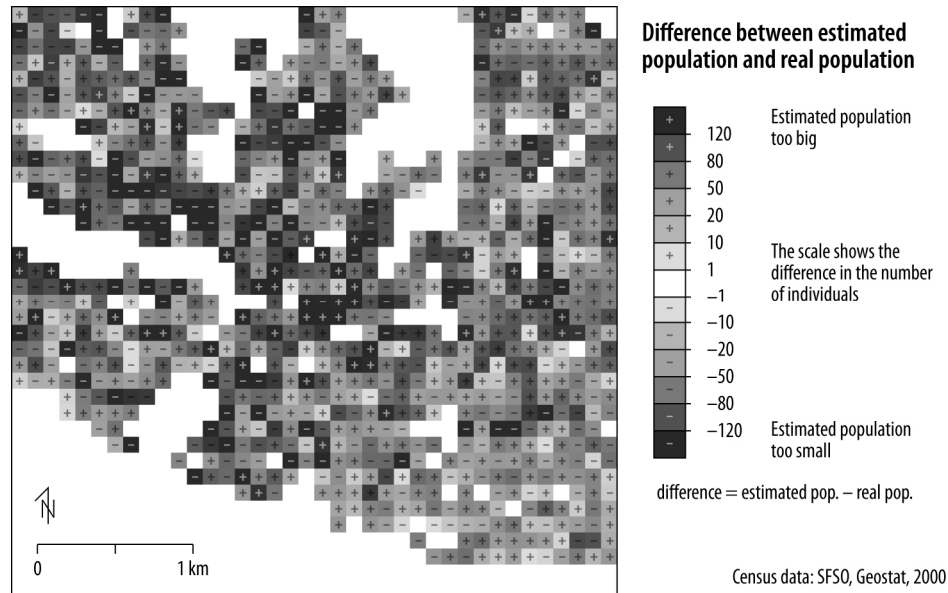 Difference between estimated
population and real population
Estimated population
too big
120
80
50
20
10
1
The scale shows the
difference in the number
of individuals
–1
–10
–20
–50
–80
–120
Estimated population
too small
difference = estimated pop. – real pop.
N
0 1 km
Census data: SFSO, Geostat, 2000